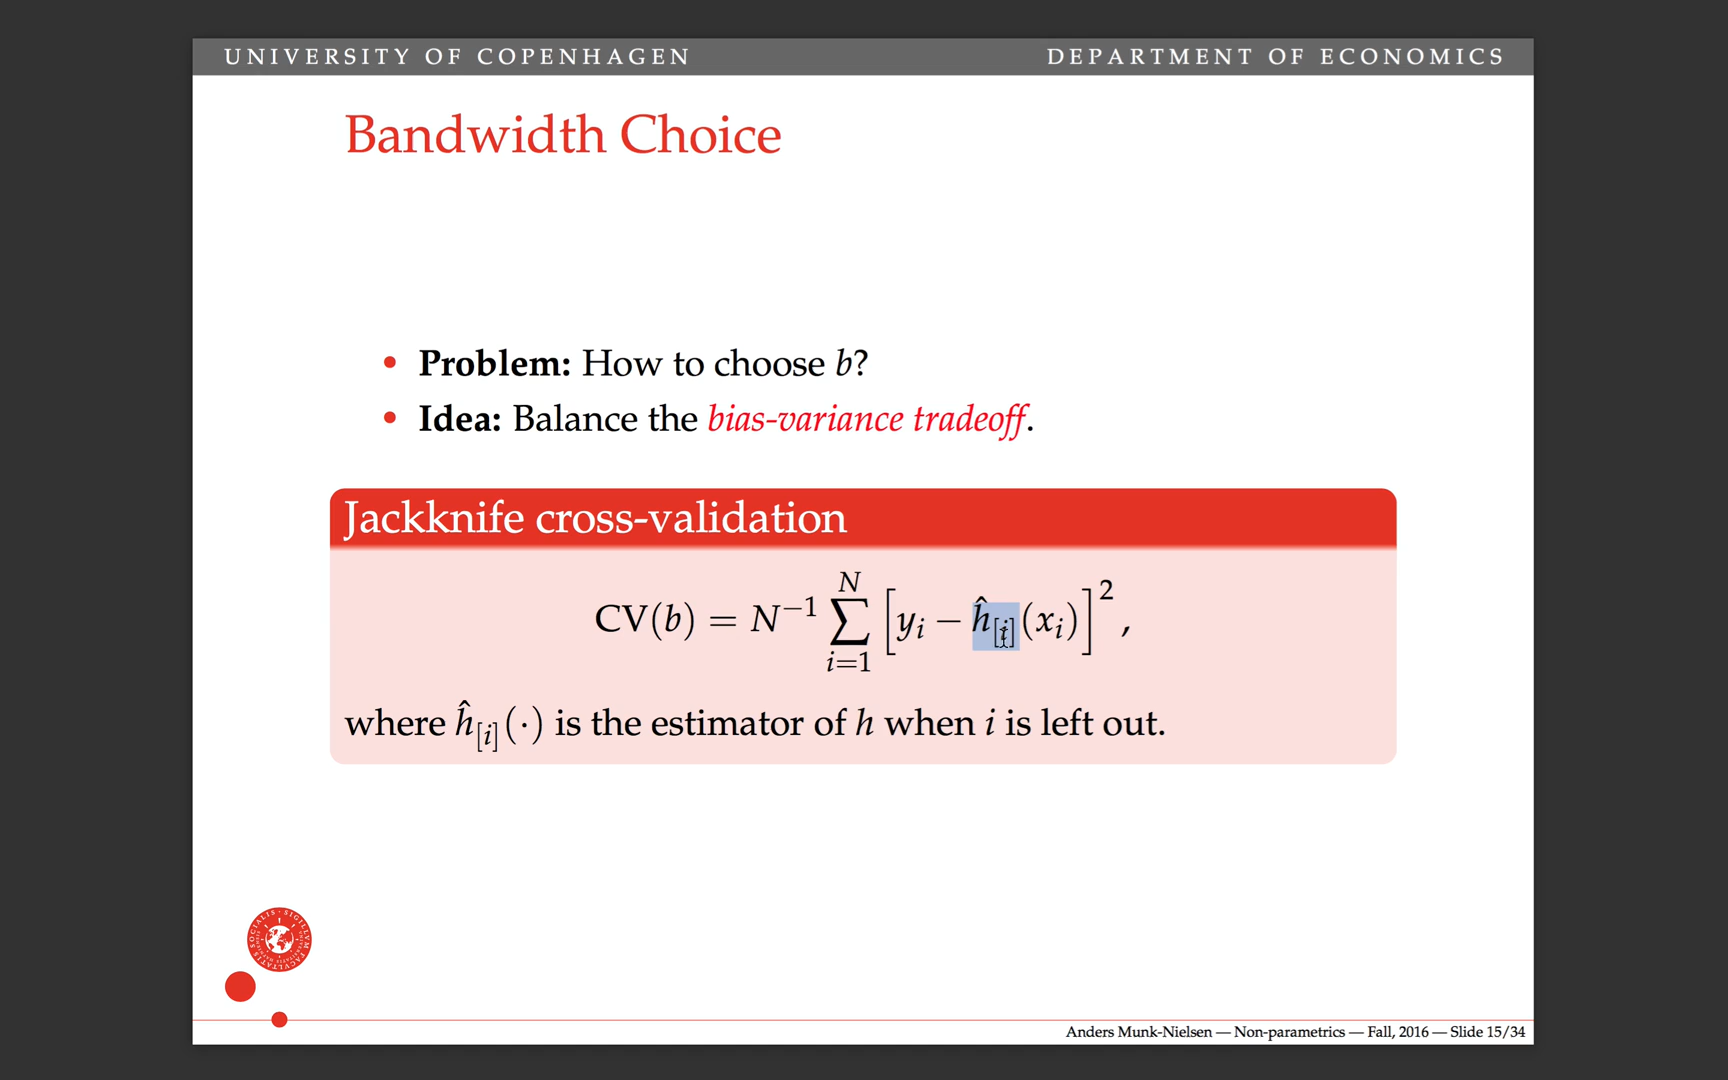 UNIVERSITY OF COPENHAGEN
DEPARTMENT OF ECONOMICS
Bandwidth Choice
• Problem: How to choose b?
• Idea: Balance the bias-variance tradeoff.
Jackknife cross-validation
CV(b) = N⁻¹ ∑_{i=1}^{N} [y_i − ĥ_{[i]}(x_i)]²,
where ĥ_{[i]}(·) is the estimator of h when i is left out.
Anders Munk-Nielsen — Non-parametrics — Fall, 2016 — Slide 15/34